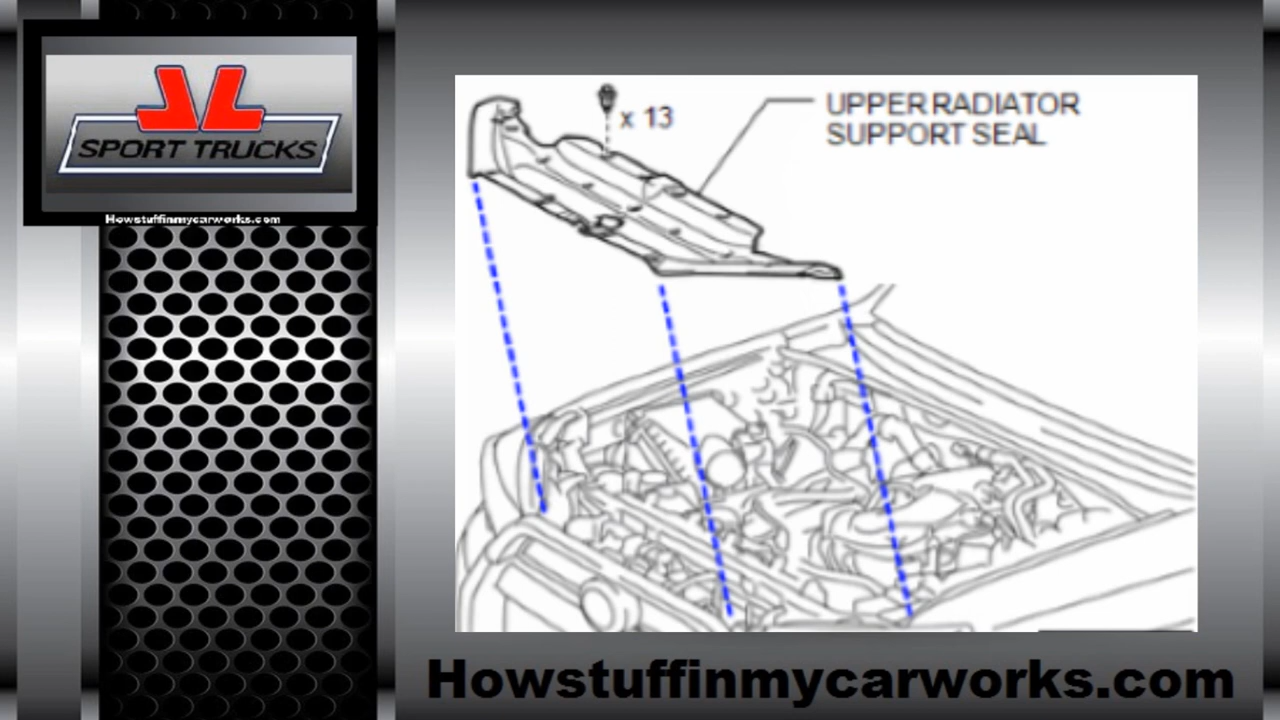 SPORT TRUCKS
Howstuffinmycarworks.com
x 13
UPPER RADIATOR
SUPPORT SEAL
Howstuffinmycarworks.com